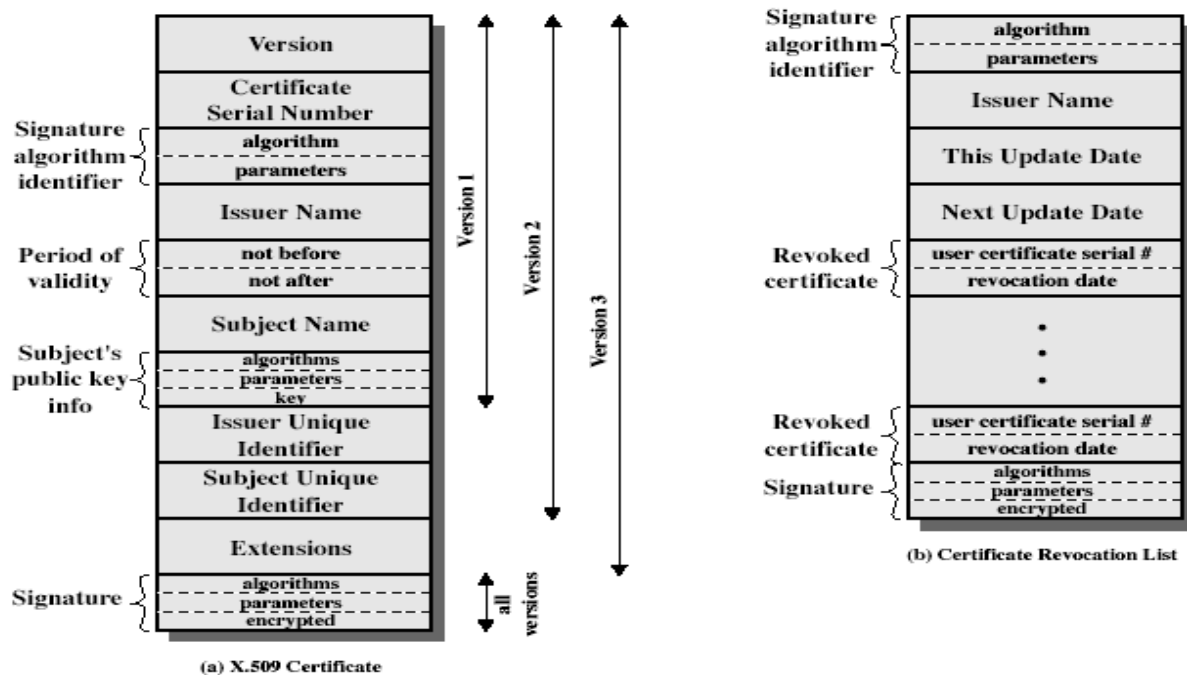 Version
Certificate
Serial Number
Signature
algorithm
identifier
algorithm
parameters
Issuer Name
Period of
validity
not before
not after
Subject Name
Subject's
public key
info
algorithms
parameters
key
Issuer Unique
Identifier
Subject Unique
Identifier
Extensions
Signature
algorithms
parameters
encrypted
Version 1
Version 2
Version 3
all
versions
(a) X.509 Certificate
Signature
algorithm
identifier
algorithm
parameters
Issuer Name
This Update Date
Next Update Date
Revoked
certificate
user certificate serial #
revocation date
Revoked
certificate
user certificate serial #
revocation date
Signature
algorithms
parameters
encrypted
(b) Certificate Revocation List